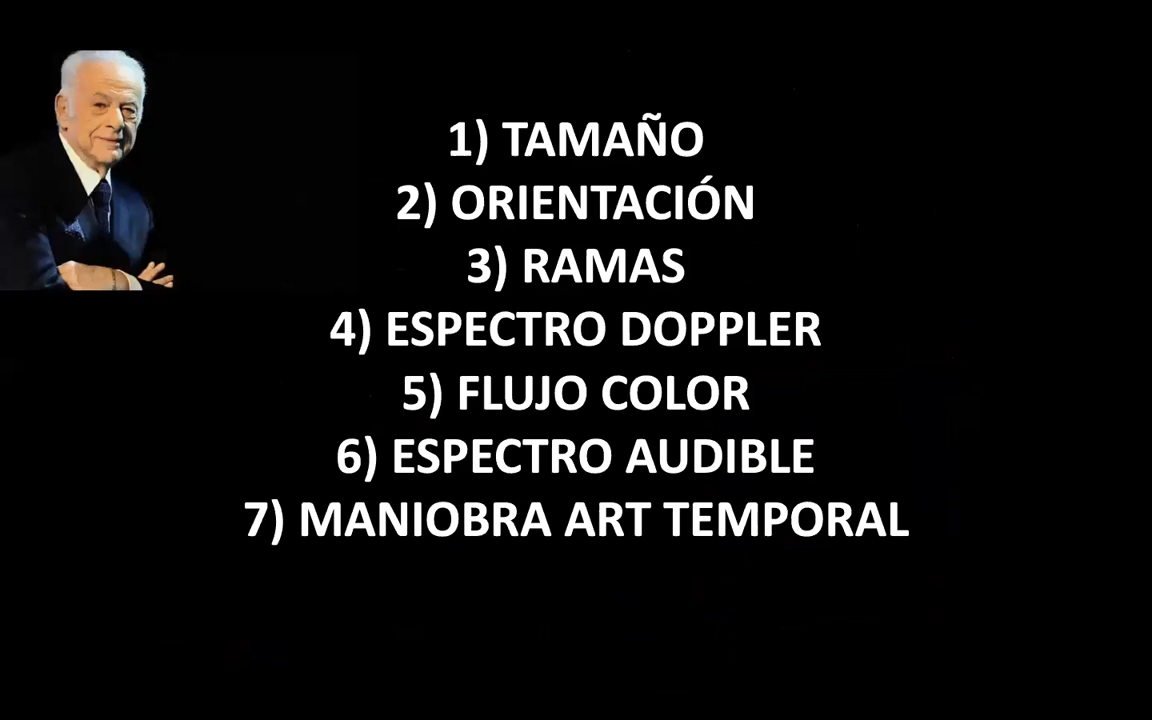 1) TAMAÑO
2) ORIENTACIÓN
3) RAMAS
4) ESPECTRO DOPPLER
5) FLUJO COLOR
6) ESPECTRO AUDIBLE
7) MANIOBRA ART TEMPORAL